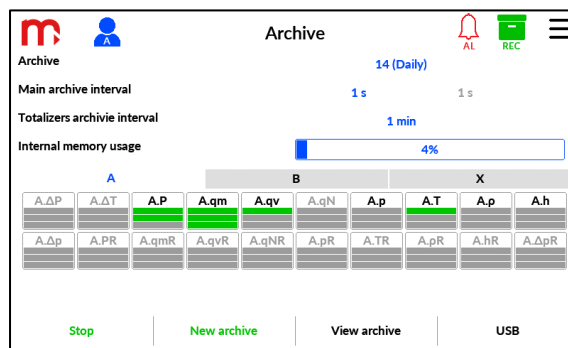 m A Archive AL REC
Archive 14 (Daily)
Main archive interval 1 s 1 s
Totalizers archivie interval 1 min
Internal memory usage 4%
A B X
A.ΔP A.ΔT A.P A.qm A.qv A.qN A.p A.T A.ρ A.h
A.Δp A.PR A.qmR A.qvR A.qNR A.pR A.TR A.ρR A.hR A.ΔpR
Stop New archive View archive USB